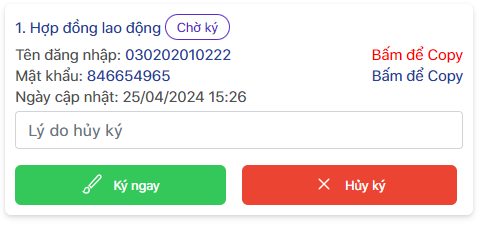 1. Hợp đồng lao động Chờ ký
Tên đăng nhập: 030202010222 Bấm để Copy
Mật khẩu: 846654965 Bấm để Copy
Ngày cập nhật: 25/04/2024 15:26
Lý do hủy ký
Ký ngay Hủy ký